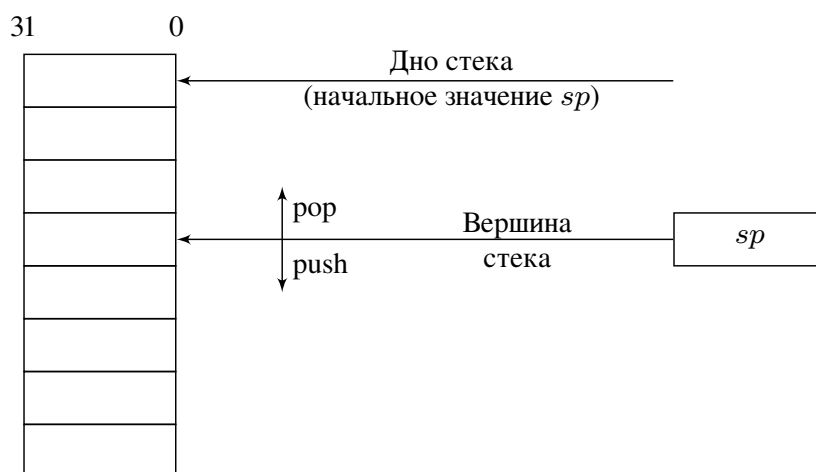 31 0
Дно стека
(начальное значение sp)
pop
Вершина
sp
push
стека